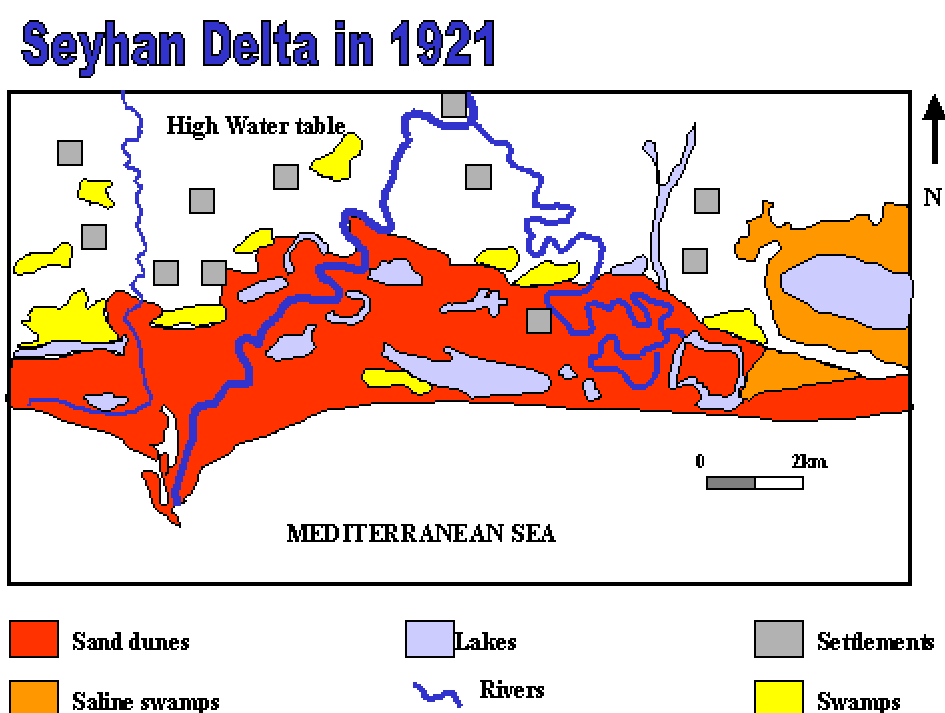 Seyhan Delta in 1921
High Water table
N
0 2km
MEDITERRANEAN SEA
Sand dunes
Lakes
Settlements
Saline swamps
Rivers
Swamps